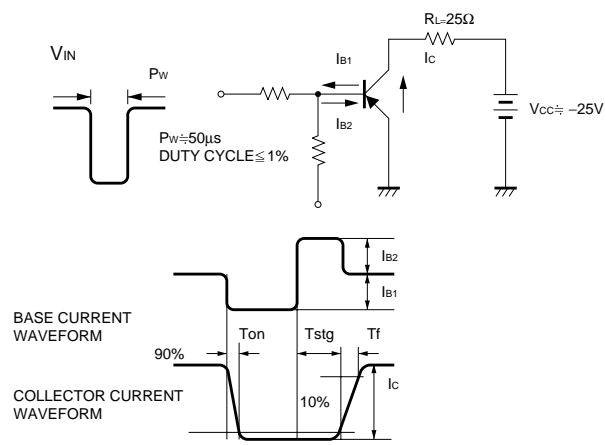 RL=25Ω
VIN
IB1
IC
PW
VCC≒ −25V
IB2
PW≒50µs
DUTY CYCLE≦1%
IB2
IB1
BASE CURRENT
WAVEFORM
Ton
Tstg
Tf
90%
IC
10%
COLLECTOR CURRENT
WAVEFORM